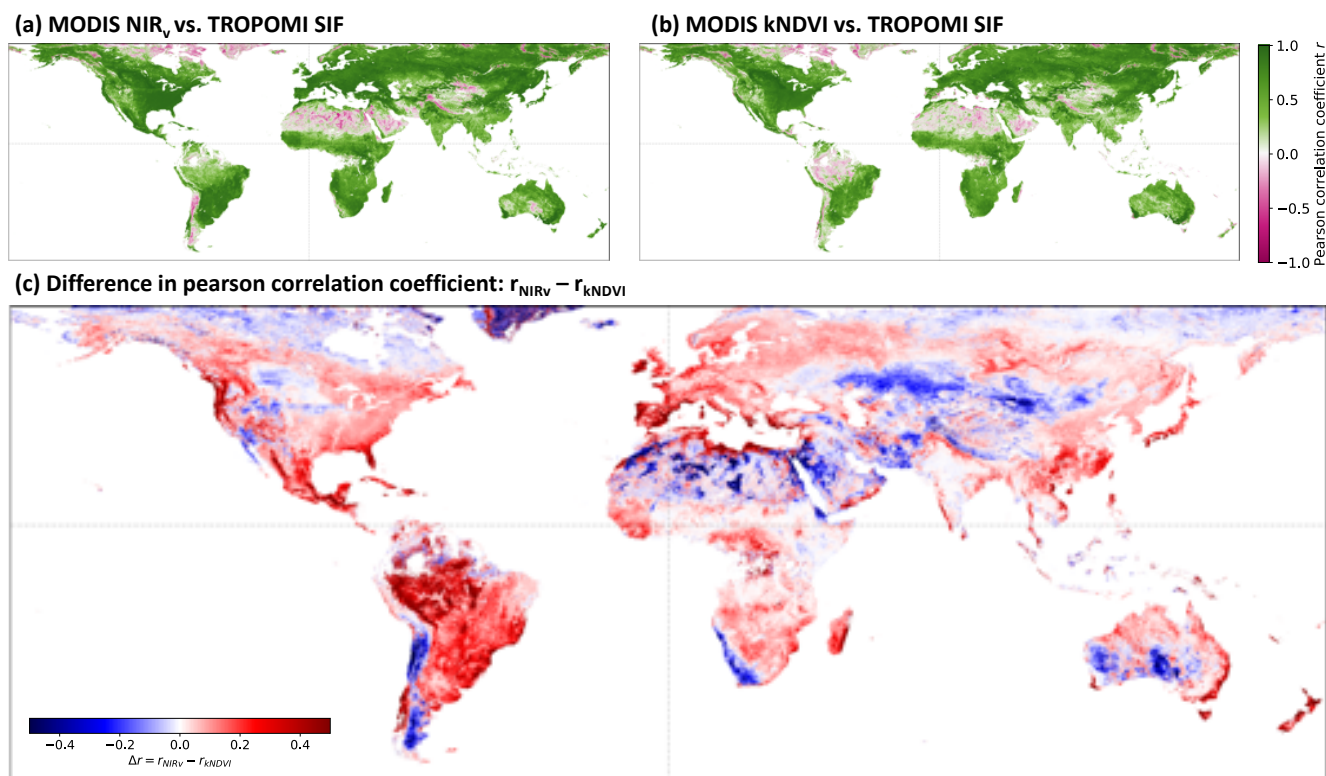 (a) MODIS NIRv vs. TROPOMI SIF
(b) MODIS kNDVI vs. TROPOMI SIF
1.0
0.5
0.0
−0.5
−1.0
Pearson correlation coefficient r
(c) Difference in pearson correlation coefficient: rNIRv – rkNDVI
−0.4 −0.2 0.0 0.2 0.4
Δr = rNIRv − rkNDVI